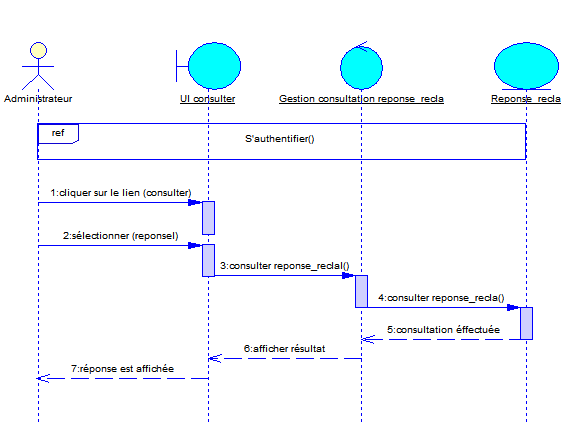 Administrateur
UI consulter
Gestion consultation reponse_recla
Reponse_recla
ref
S'authentifier()
1:cliquer sur le lien (consulter)
2:sélectionner (reponsel)
3:consulter reponse_reclal()
4:consulter reponse_recla()
5:consultation éffectuée
6:afficher résultat
7:réponse est affichée